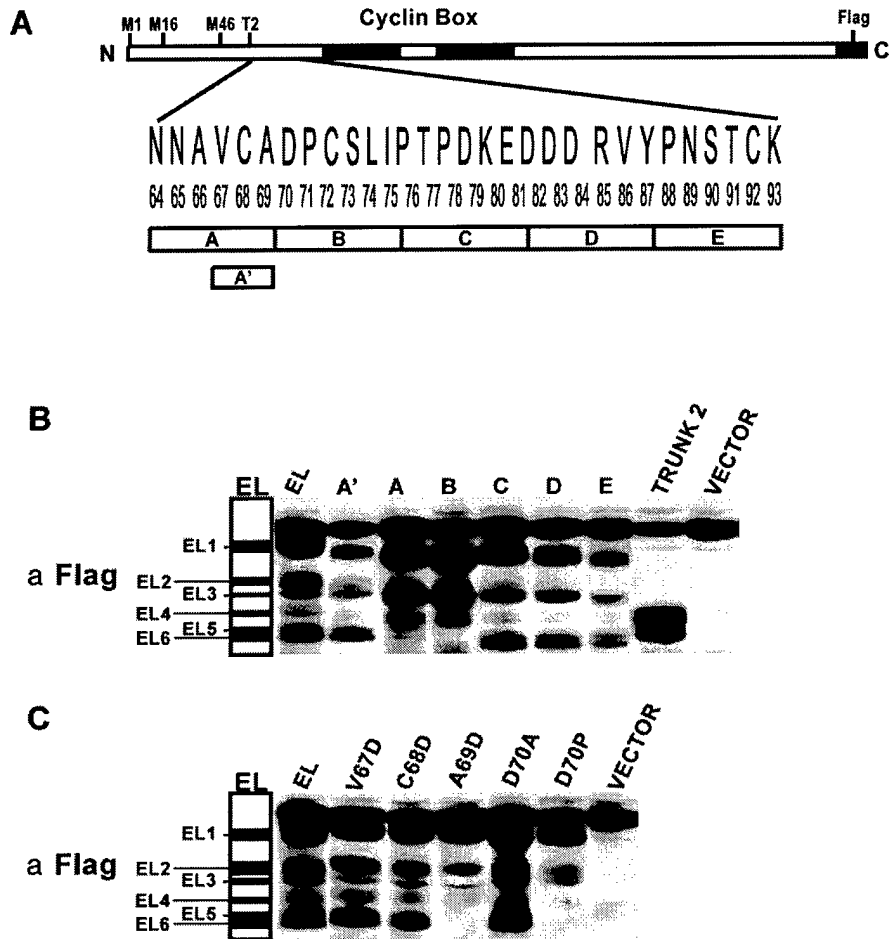 A
Cyclin Box
M1 M16 M46 T2 Flag
N C
NNAVCADPCSLIPTPDKEDDDRVYPNSTCK
64 65 66 67 68 69 70 71 72 73 74 75 76 77 78 79 80 81 82 83 84 85 86 87 88 89 90 91 92 93
A B C D E
A'
B
EL EL A' A B C D E TRUNK 2 VECTOR
EL1
a Flag
EL2
EL3
EL4
EL5
EL6
C
EL EL V67D C68D A69D D70A D70P VECTOR
EL1
a Flag
EL2
EL3
EL4
EL5
EL6